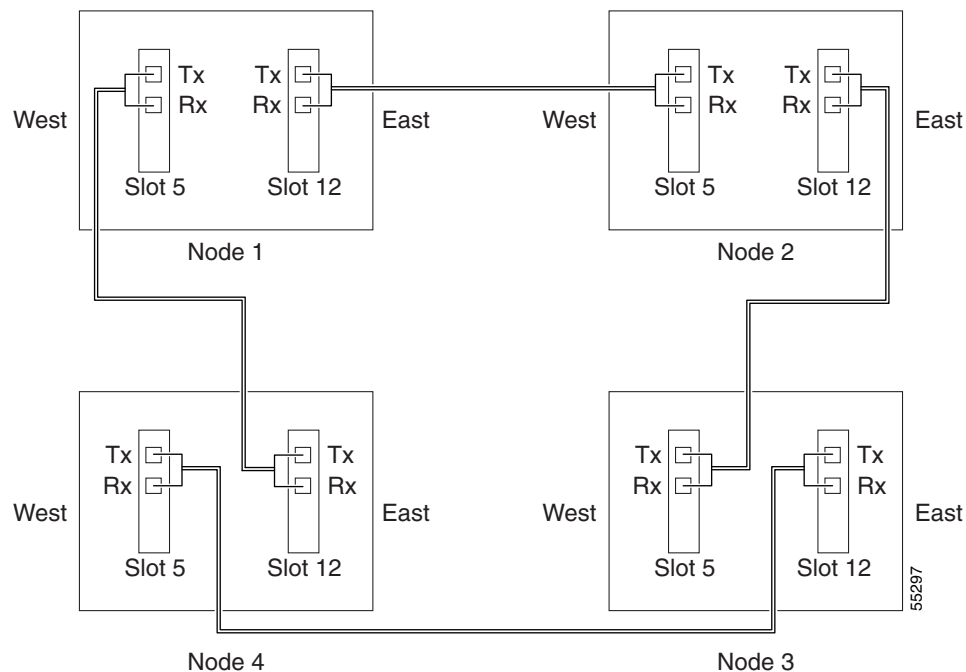 Tx Tx Tx Tx
Rx Rx Rx Rx
West East West East
Slot 5 Slot 12 Slot 5 Slot 12
Node 1 Node 2
Tx Tx Tx Tx
Rx Rx Rx Rx
West East West East
Slot 5 Slot 12 Slot 5 Slot 12
55297
Node 4 Node 3